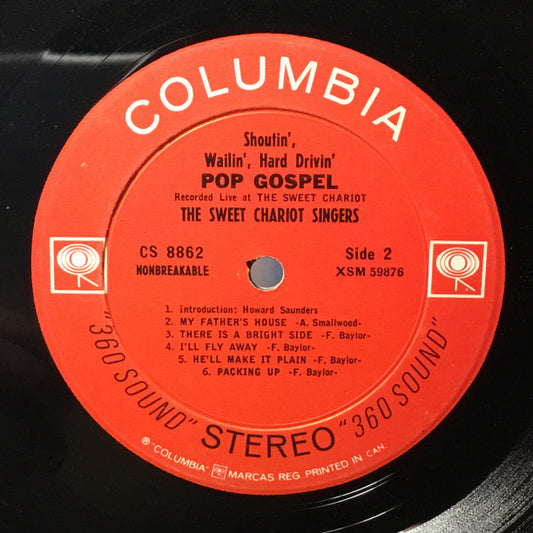 COLUMBIA
Shoutin',
Wailin', Hard Drivin'
POP GOSPEL
Recorded Live at THE SWEET CHARIOT
THE SWEET CHARIOT SINGERS
CS 8862
NONBREAKABLE
Side 2
XSM 59876
1. Introduction: Howard Saunders
2. MY FATHER'S HOUSE -A. Smallwood-
3. THERE IS A BRIGHT SIDE -F. Baylor-
4. I'LL FLY AWAY -F. Baylor-
5. HE'LL MAKE IT PLAIN -F. Baylor-
6. PACKING UP -F. Baylor-
"360 SOUND" STEREO "360 SOUND"
℗ "COLUMBIA" MARCAS REG. PRINTED IN CAN.